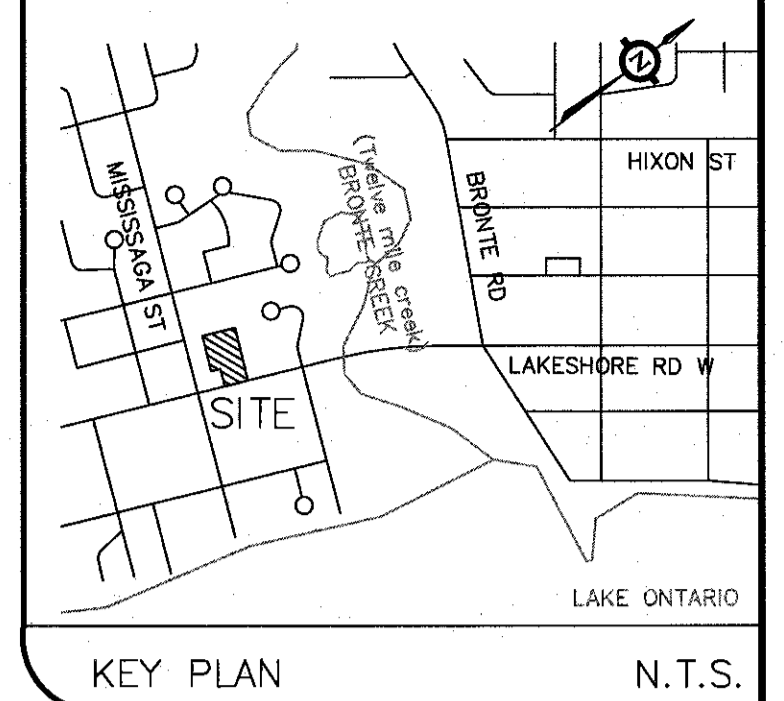 N
HIXON ST
MISSISSAGA ST
(Twelve mile creek)
BRONTE CREEK
BRONTE RD
LAKESHORE RD W
SITE
LAKE ONTARIO
KEY PLAN
N.T.S.